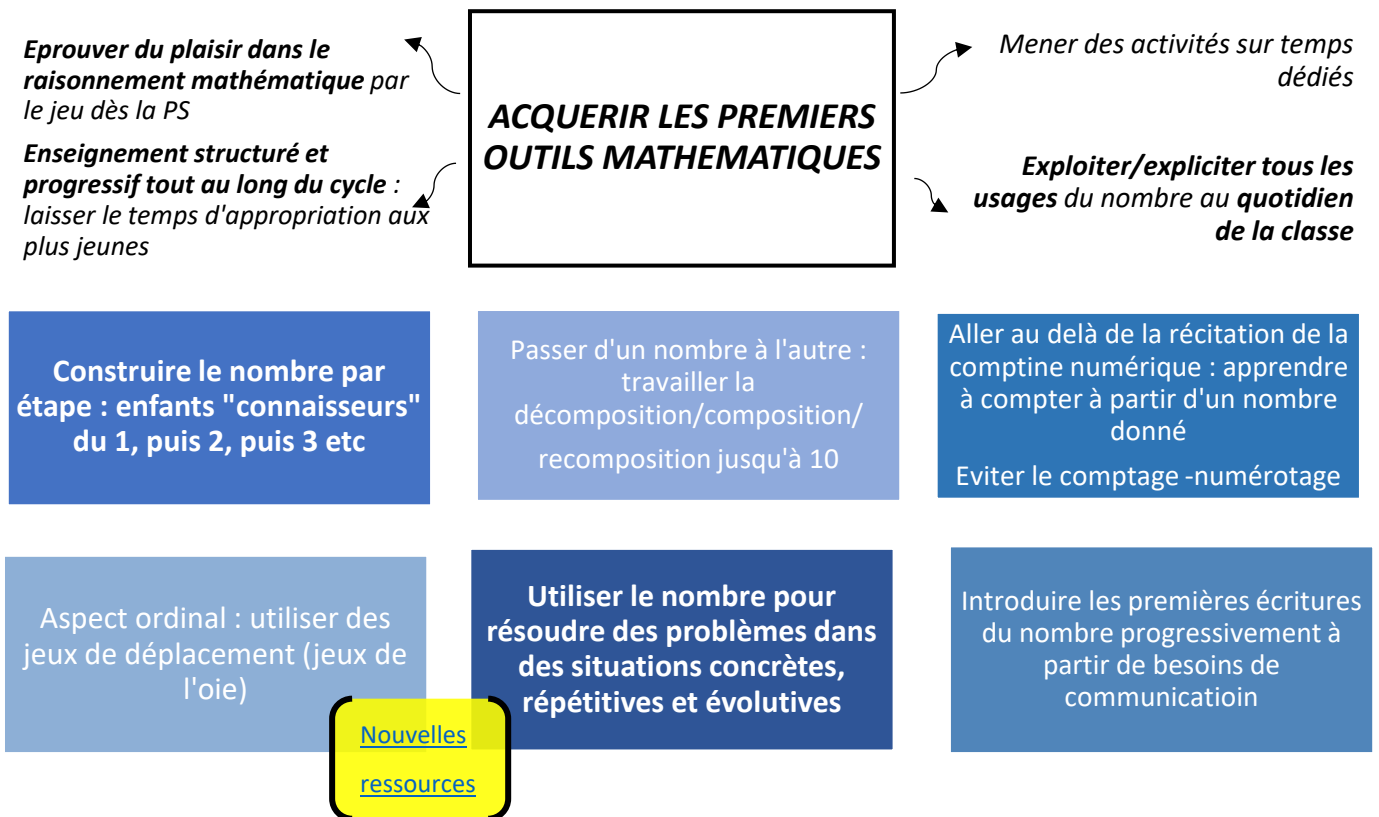 Eprouver du plaisir dans le
raisonnement mathématique par
le jeu dès la PS
Enseignement structuré et
progressif tout au long du cycle :
laisser le temps d'appropriation aux
plus jeunes
ACQUERIR LES PREMIERS
OUTILS MATHEMATIQUES
Mener des activités sur temps
dédiés
Exploiter/expliciter tous les
usages du nombre au quotidien
de la classe
Construire le nombre par
étape : enfants "connaisseurs"
du 1, puis 2, puis 3 etc
Passer d'un nombre à l'autre :
travailler la
décomposition/composition/
recomposition jusqu'à 10
Aller au delà de la récitation de la
comptine numérique : apprendre
à compter à partir d'un nombre
donné
Eviter le comptage -numérotage
Aspect ordinal : utiliser des
jeux de déplacement (jeux de
l'oie)
Utiliser le nombre pour
résoudre des problèmes dans
des situations concrètes,
répétitives et évolutives
Introduire les premières écritures
du nombre progressivement à
partir de besoins de
communicatioin
Nouvelles
ressources